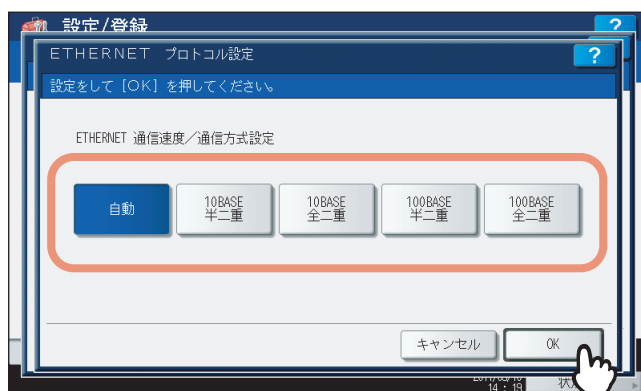 設定/登録
?
ETHERNET プロトコル設定
?
設定をして [OK] を押してください。
ETHERNET 通信速度／通信方式設定
自動
10BASE
半二重
10BASE
全二重
100BASE
半二重
100BASE
全二重
キャンセル
OK
14 : 19